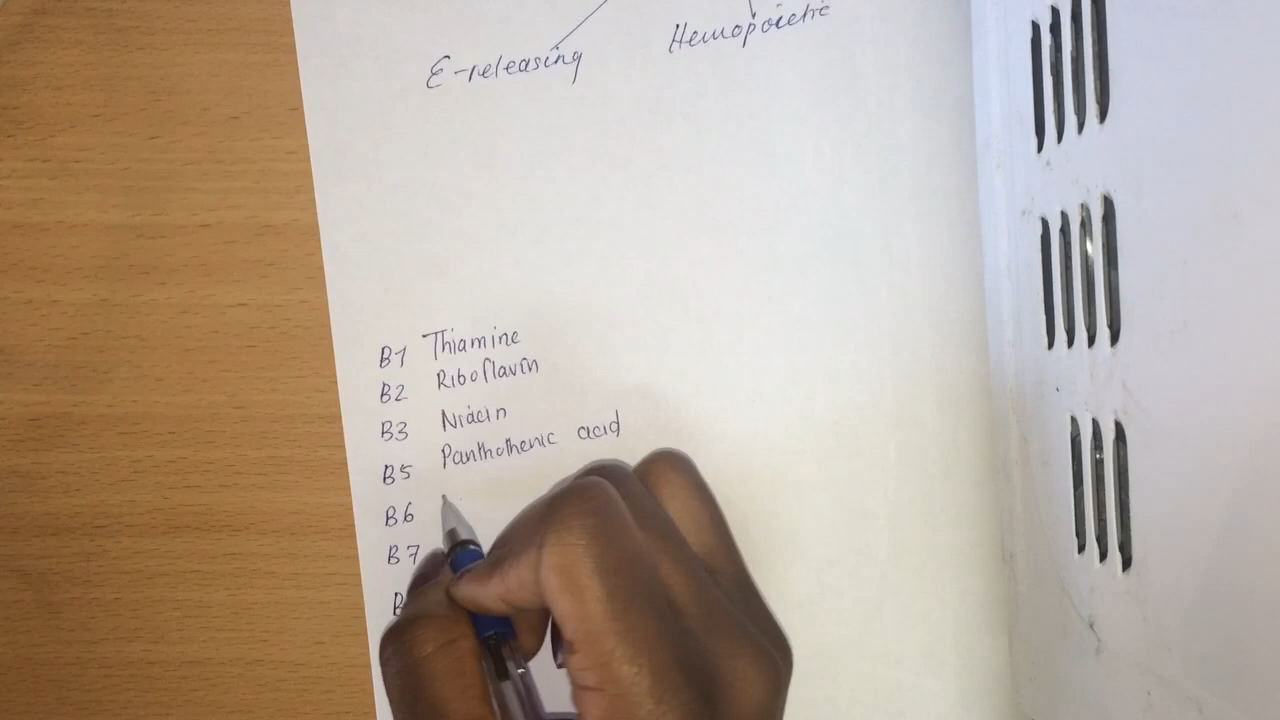 E-releasing Hemopoietic
B1 Thiamine
B2 Riboflavin
B3 Niacin
B5 Panthothenic acid
B6
B7